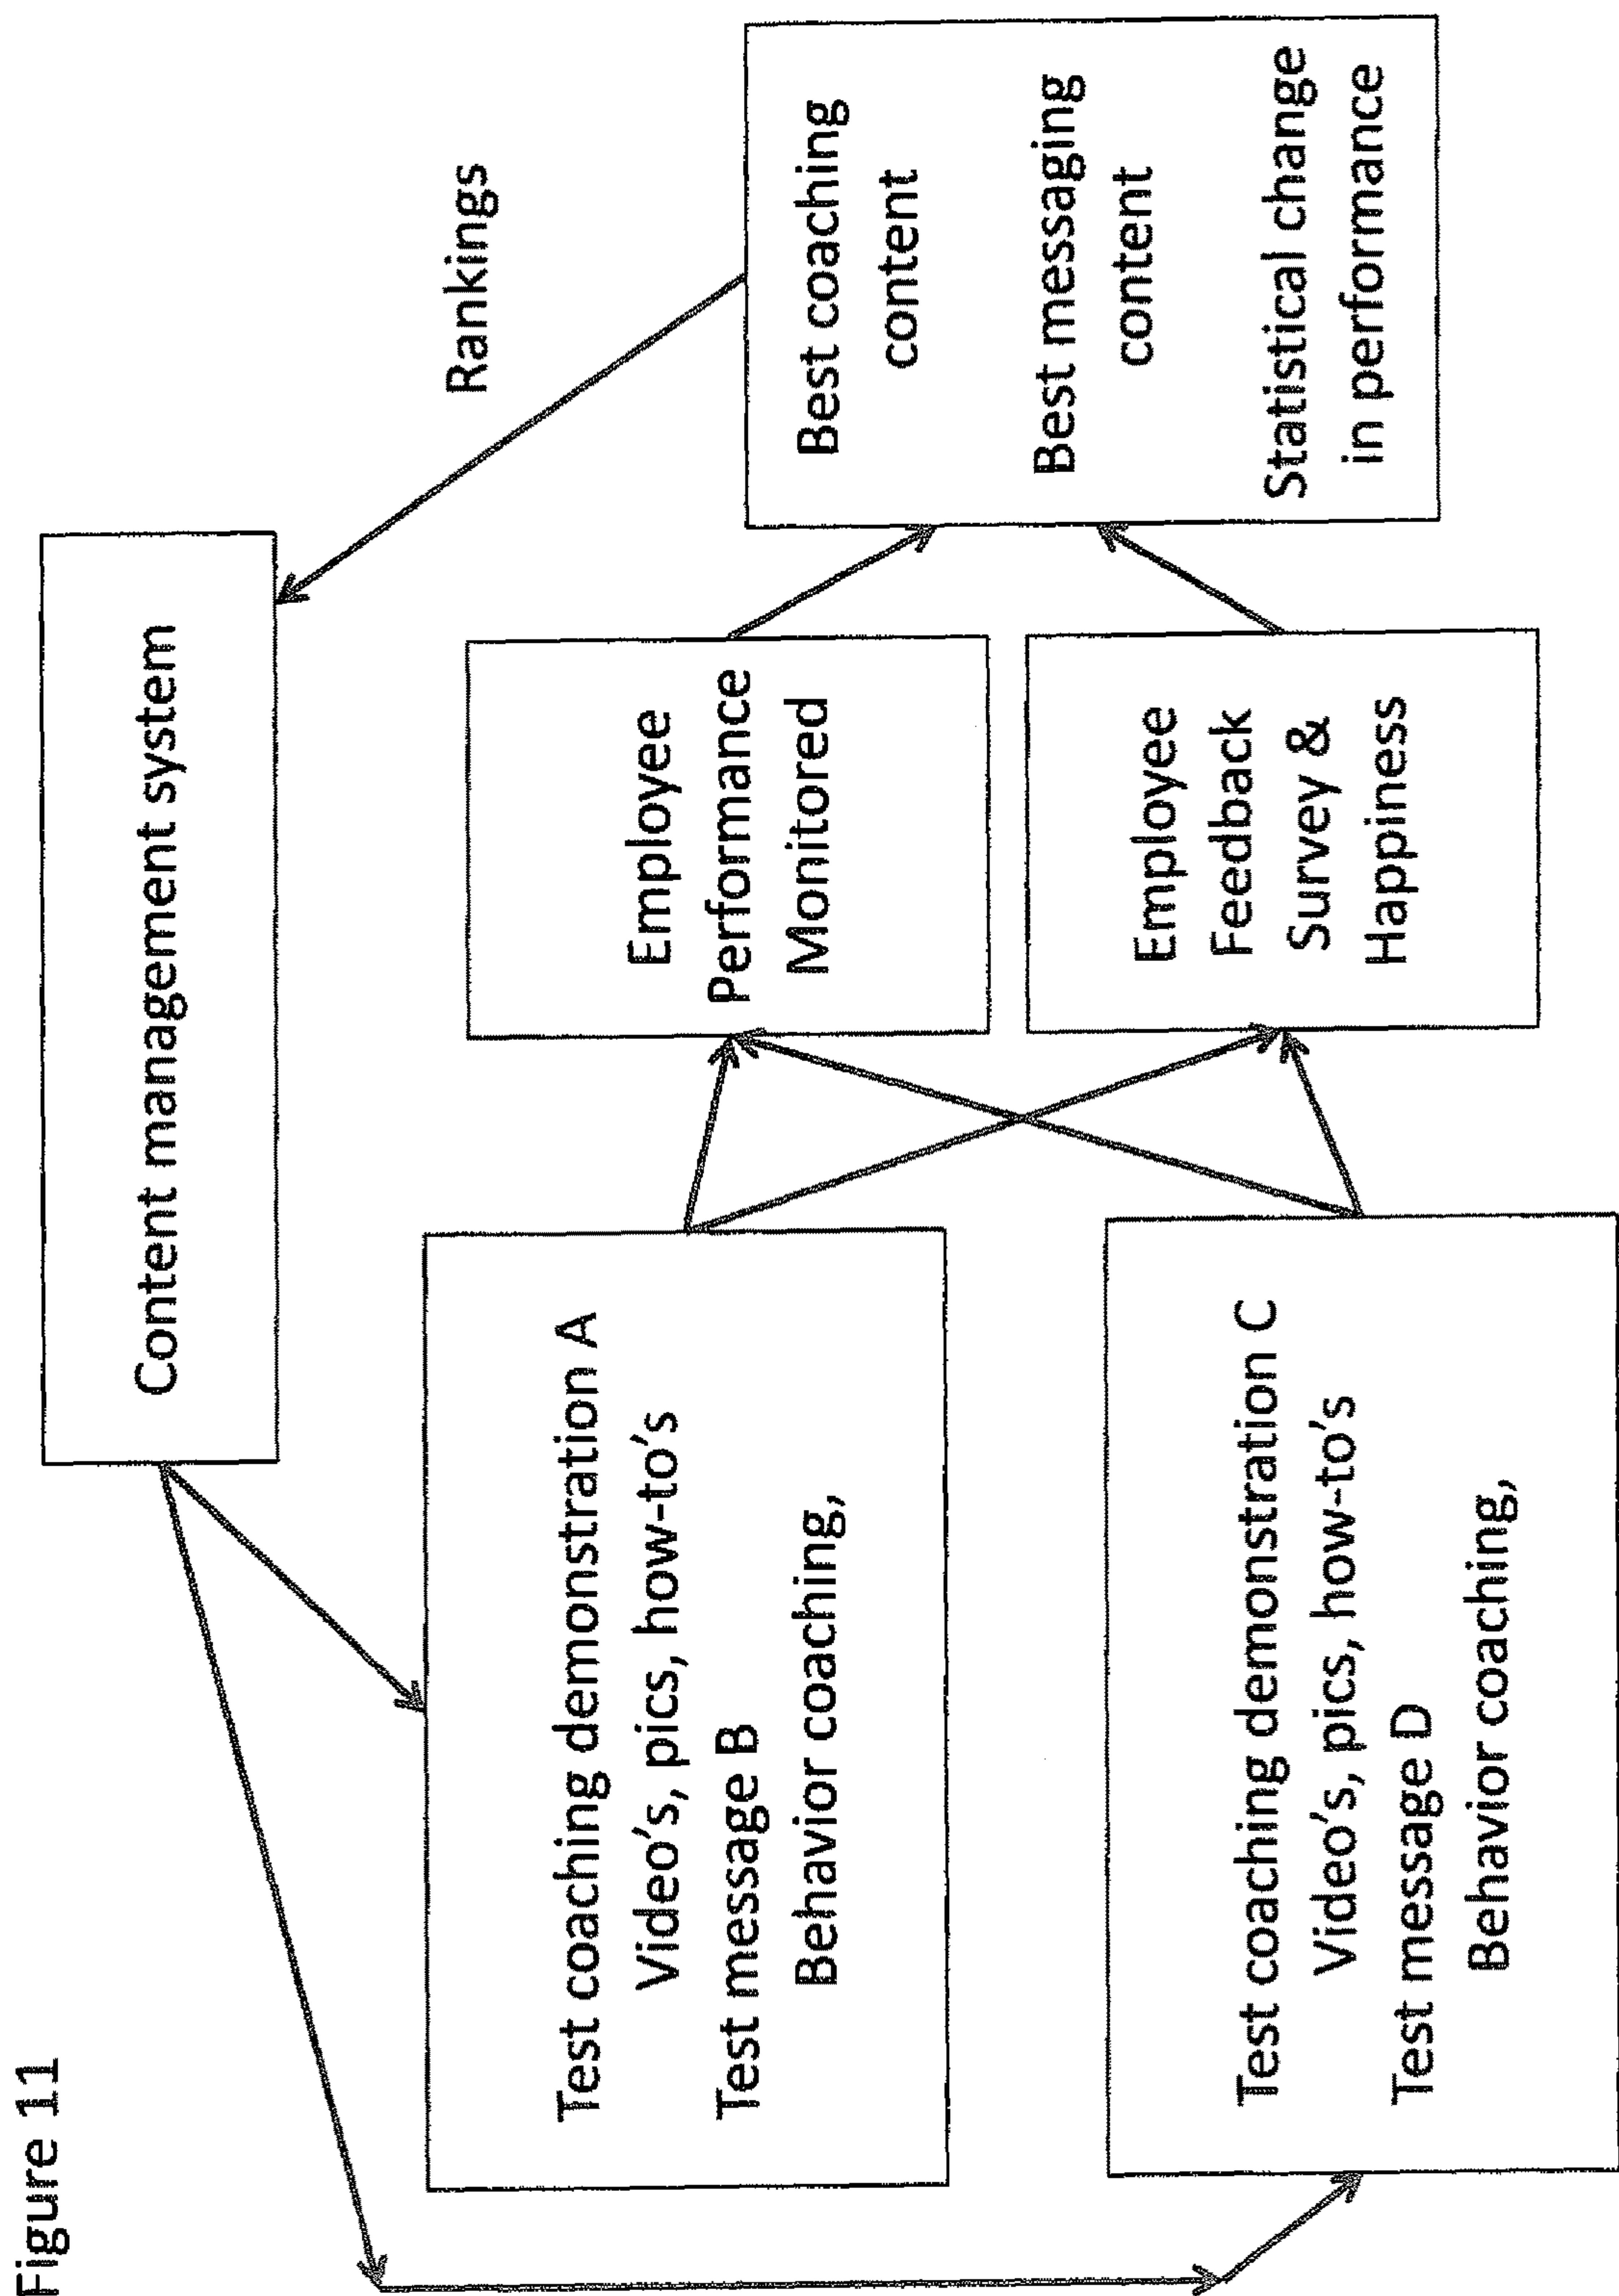 Figure 11
Content management system
Rankings
Test coaching demonstration A
Video's, pics, how-to's
Test message B
Behavior coaching,
Employee
Performance
Monitored
Best coaching
content
Best messaging
content
Statistical change
in performance
Test coaching demonstration C
Video's, pics, how-to's
Test message D
Behavior coaching,
Employee
Feedback
Survey &
Happiness